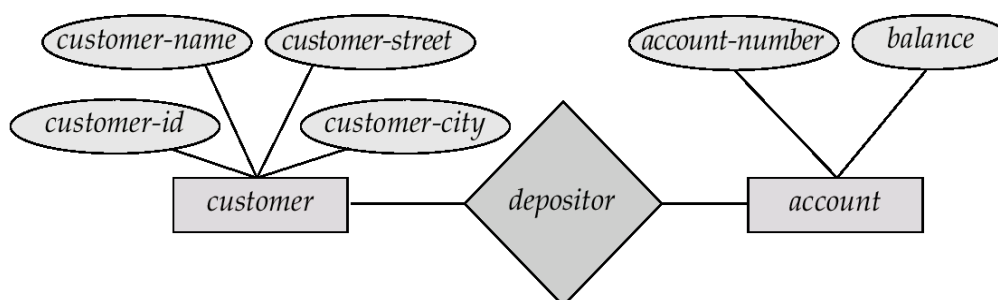 customer-name
customer-street
account-number
balance
customer-id
customer-city
customer
depositor
account